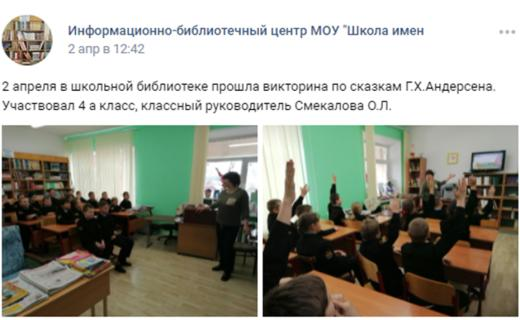 Информационно-библиотечный центр МОУ "Школа имен
2 апр в 12:42
2 апреля в школьной библиотеке прошла викторина по сказкам Г.Х.Андерсена.
Участвовал 4 а класс, классный руководитель Смекалова О.Л.